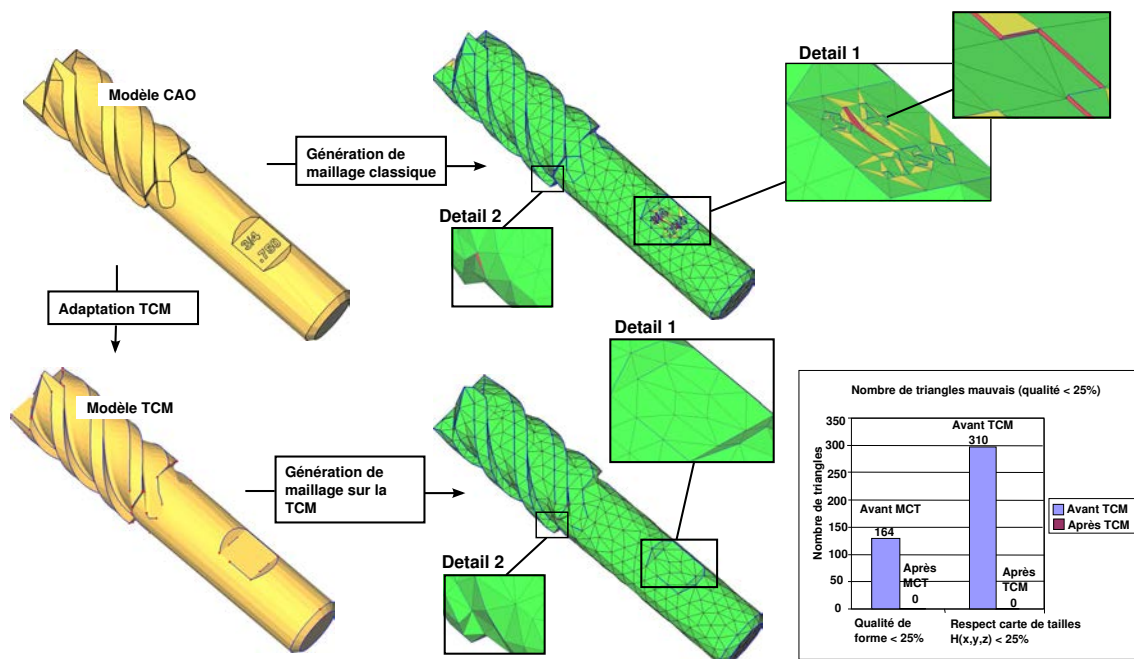 Modèle CAO
3/4
.750
Génération de
maillage classique
Detail 1
Detail 2
Adaptation TCM
Modèle TCM
Génération de
maillage sur la
TCM
Detail 1
Detail 2
Nombre de triangles mauvais (qualité < 25%)
Nombre de triangles
350
300
250
200
150
100
50
0
Avant MCT
164
Après
MCT
0
Avant TCM
310
Après
TCM
0
Qualité de
forme < 25%
Respect carte de tailles
H(x,y,z) < 25%
Avant TCM
Après TCM